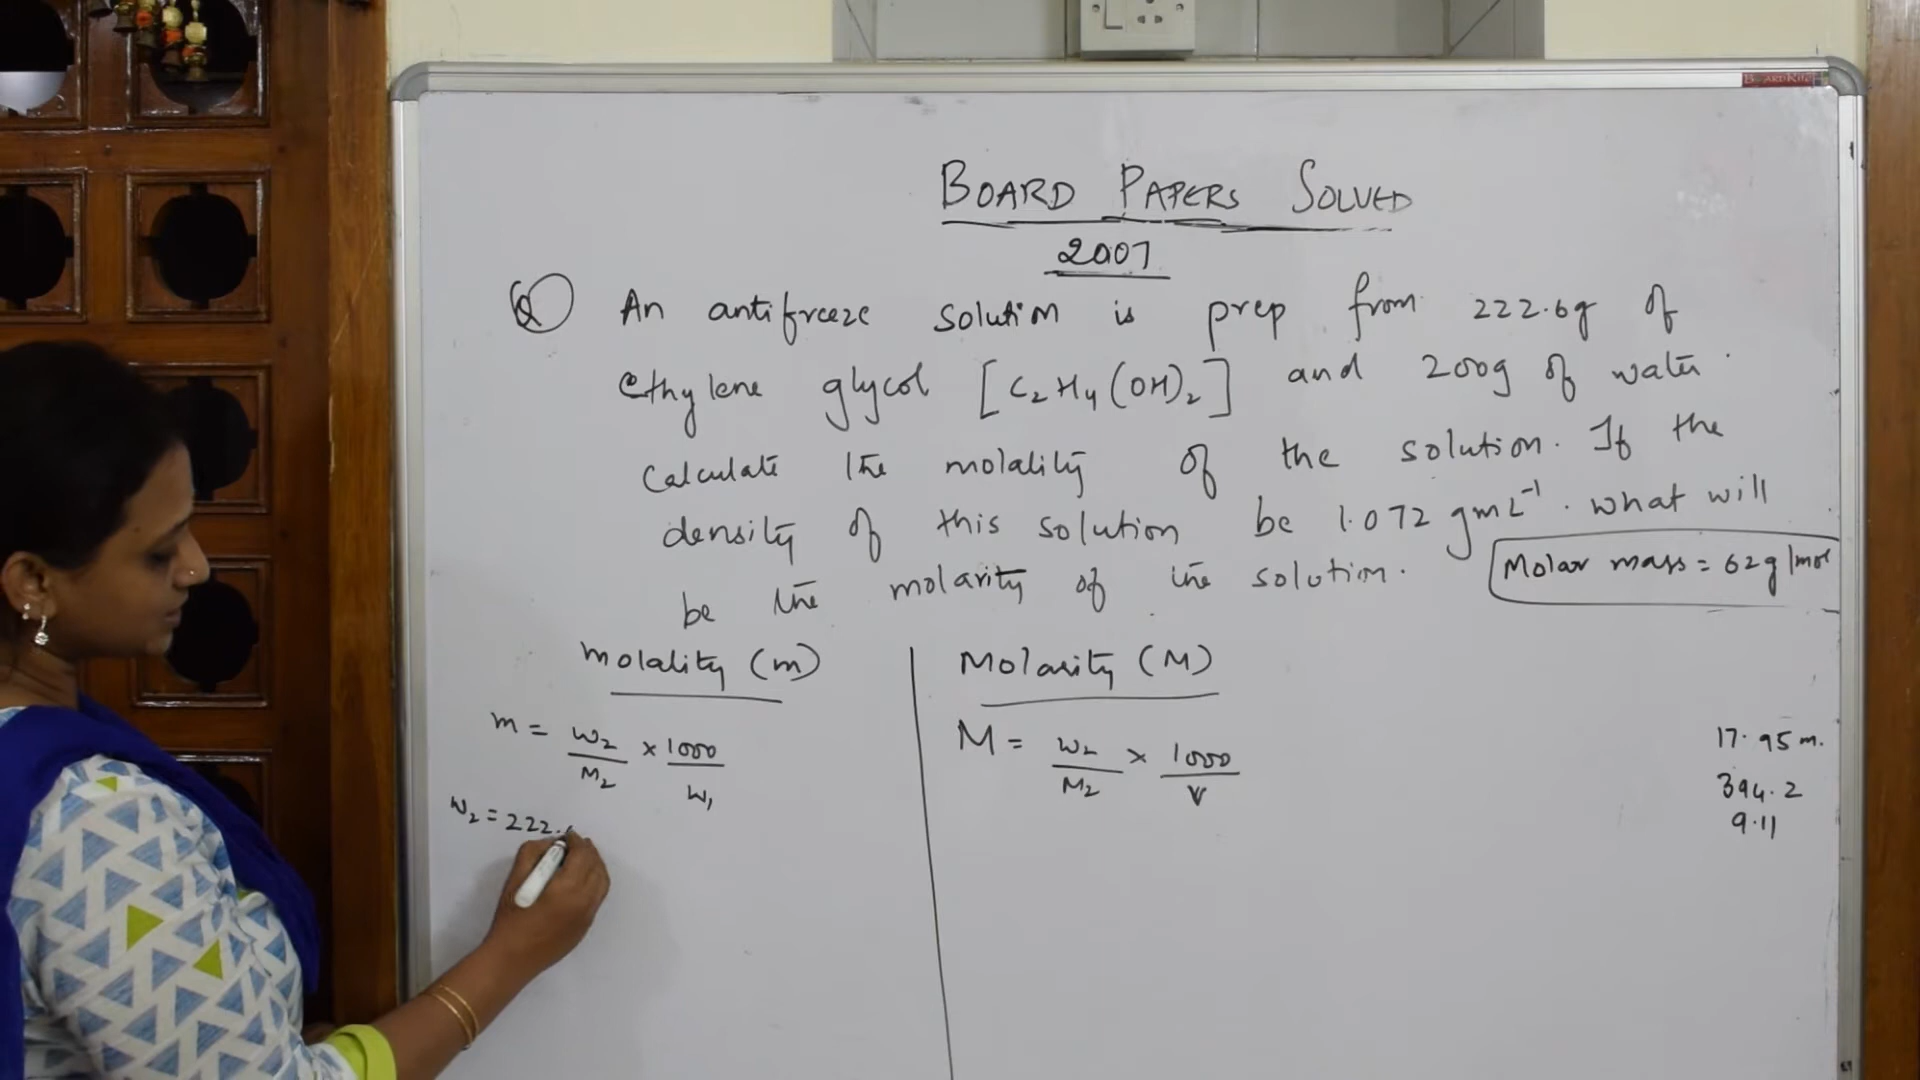 BOARD PAPERS SOLVED
2007
Q An antifreeze solution is prep from 222.6g of
ethylene glycol [C₂H₄(OH)₂] and 200g of water.
Calculate the molality of the solution. If the
density of this solution be 1.072 gmL⁻¹. what will
be the molarity of the solution.
Molar mass = 62g/mol
molality (m)
m = w₂/M₂ × 1000/W₁
w₂ = 222.
Molarity (M)
M = w₂/M₂ × 1000/V
17.95 m.
394.2
9.11